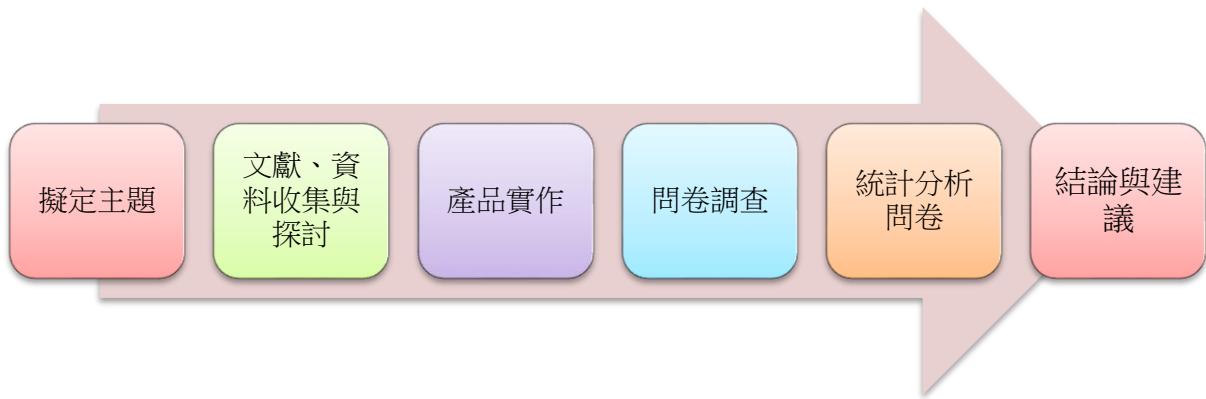 擬定主題
文獻、資
料收集與
探討
產品實作
問卷調查
統計分析
問卷
結論與建
議